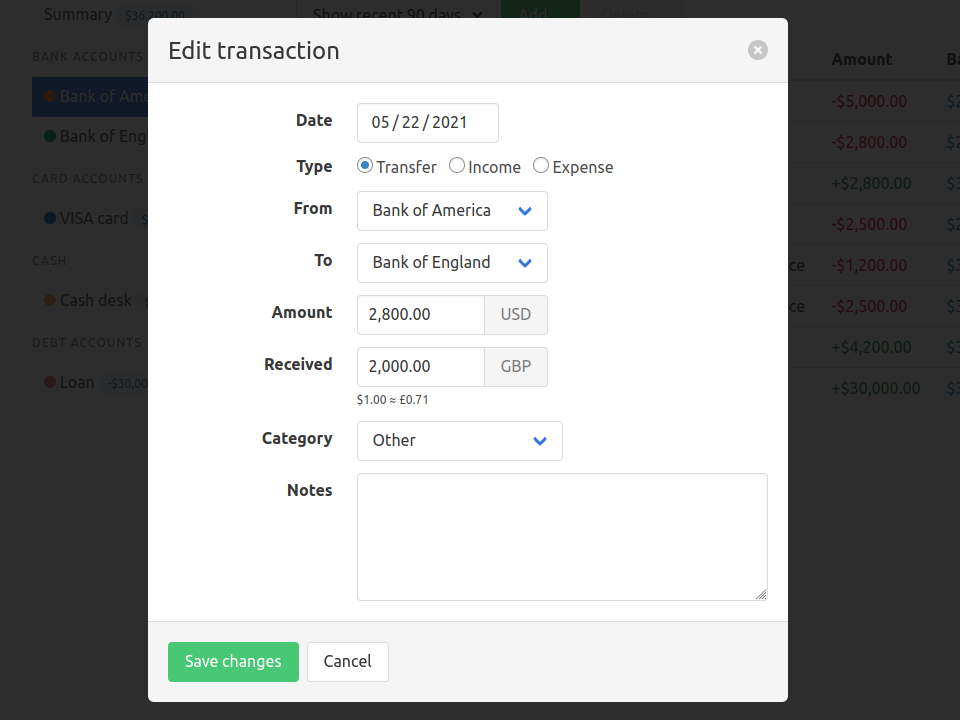 Summary $36,200.00 Show recent 90 days Add Delete
Edit transaction
BANK ACCOUNTS Amount
Bank of Ame -$5,000.00
Date 05 / 22 / 2021
Bank of Eng -$2,800.00
Type Transfer Income Expense
CARD ACCOUNTS +$2,800.00
From Bank of America
VISA card -$2,500.00
To Bank of England
CASH ce -$1,200.00
Cash desk ce -$2,500.00
Amount 2,800.00 USD
DEBT ACCOUNTS +$4,200.00
Received 2,000.00 GBP
Loan -$30,00 +$30,000.00
$1.00 ≈ £0.71
Category Other
Notes
Save changes Cancel